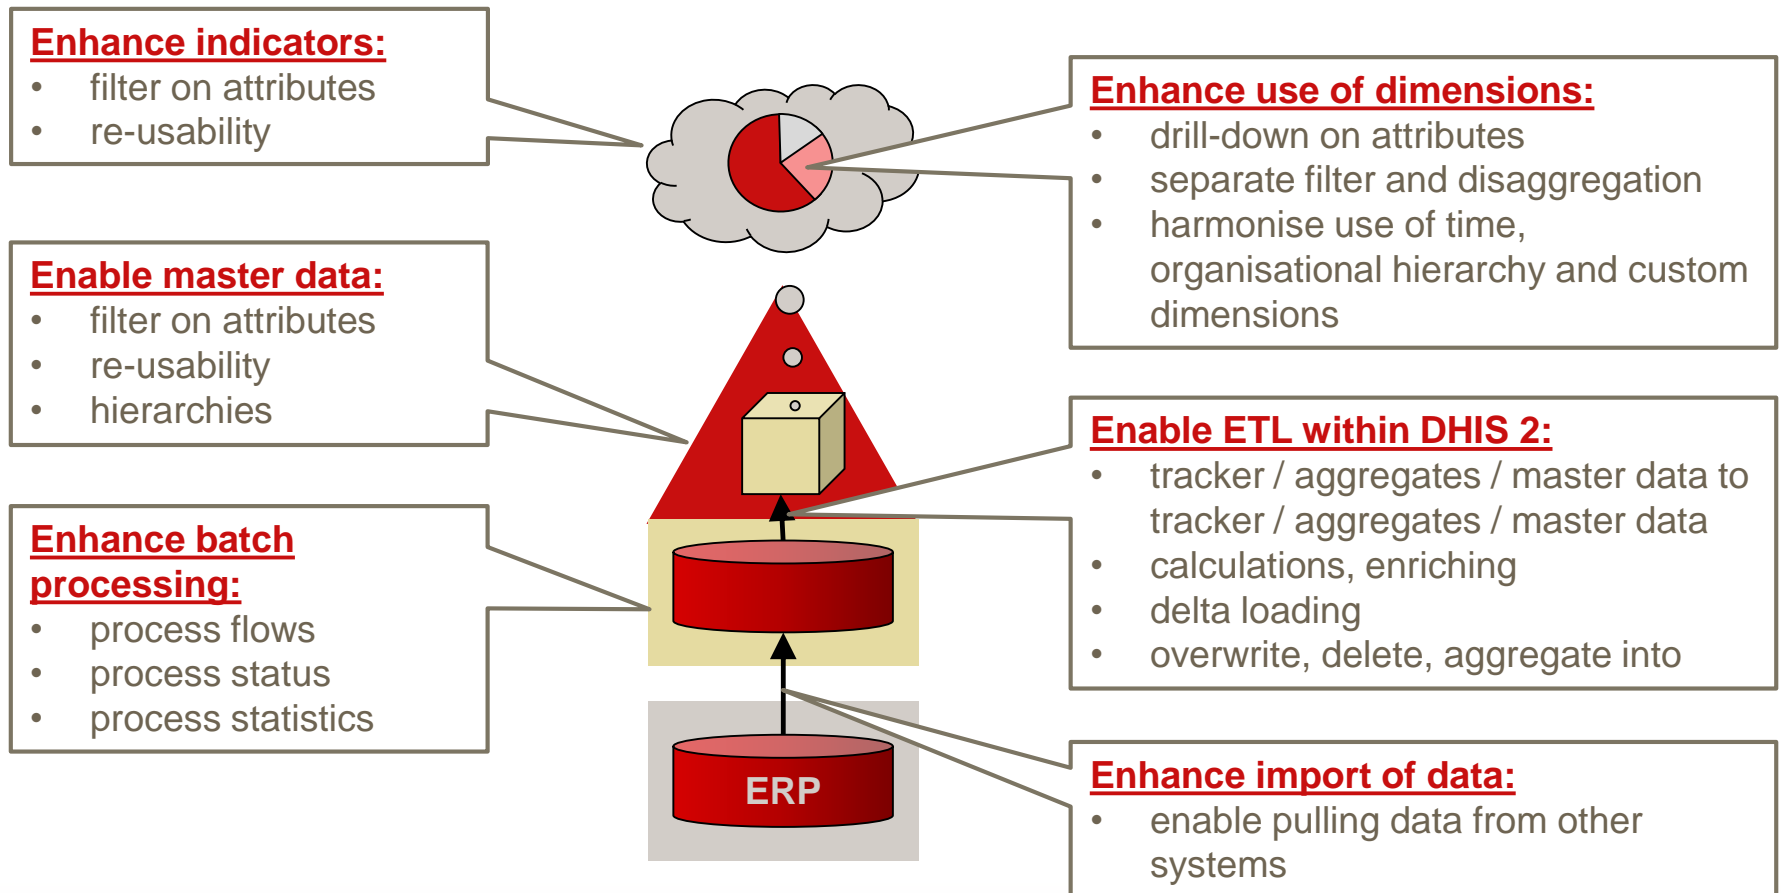 Enhance indicators:
• filter on attributes
• re-usability
Enable master data:
• filter on attributes
• re-usability
• hierarchies
Enhance batch
processing:
• process flows
• process status
• process statistics
Enhance use of dimensions:
• drill-down on attributes
• separate filter and disaggregation
• harmonise use of time,
organisational hierarchy and custom
dimensions
Enable ETL within DHIS 2:
• tracker / aggregates / master data to
tracker / aggregates / master data
• calculations, enriching
• delta loading
• overwrite, delete, aggregate into
Enhance import of data:
• enable pulling data from other
systems
ERP